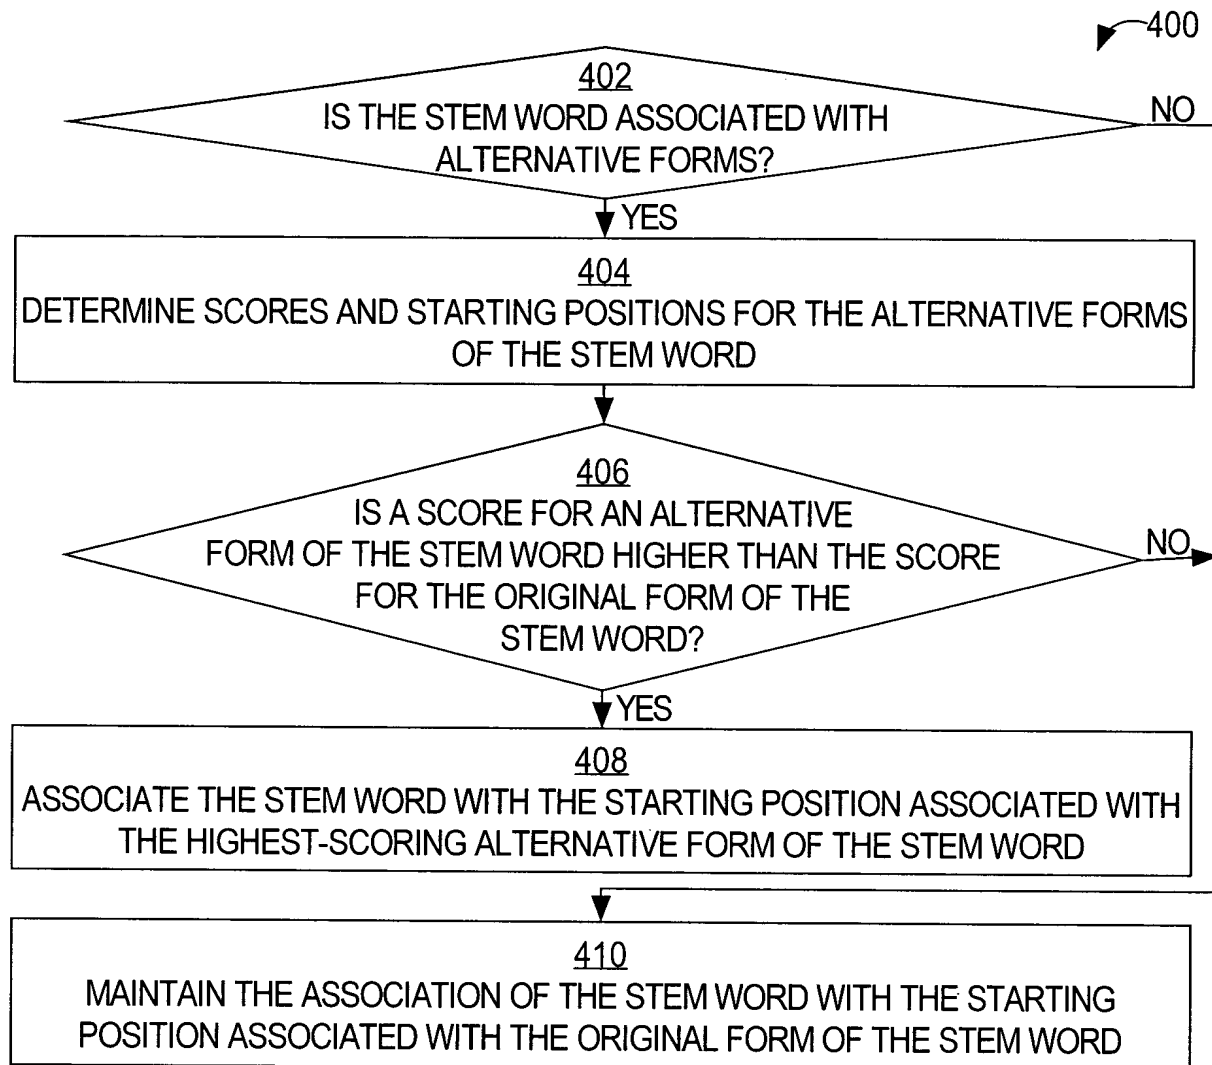 400
402
IS THE STEM WORD ASSOCIATED WITH
ALTERNATIVE FORMS?
NO
YES
404
DETERMINE SCORES AND STARTING POSITIONS FOR THE ALTERNATIVE FORMS
OF THE STEM WORD
406
IS A SCORE FOR AN ALTERNATIVE
FORM OF THE STEM WORD HIGHER THAN THE SCORE
FOR THE ORIGINAL FORM OF THE
STEM WORD?
NO
YES
408
ASSOCIATE THE STEM WORD WITH THE STARTING POSITION ASSOCIATED WITH
THE HIGHEST-SCORING ALTERNATIVE FORM OF THE STEM WORD
410
MAINTAIN THE ASSOCIATION OF THE STEM WORD WITH THE STARTING
POSITION ASSOCIATED WITH THE ORIGINAL FORM OF THE STEM WORD